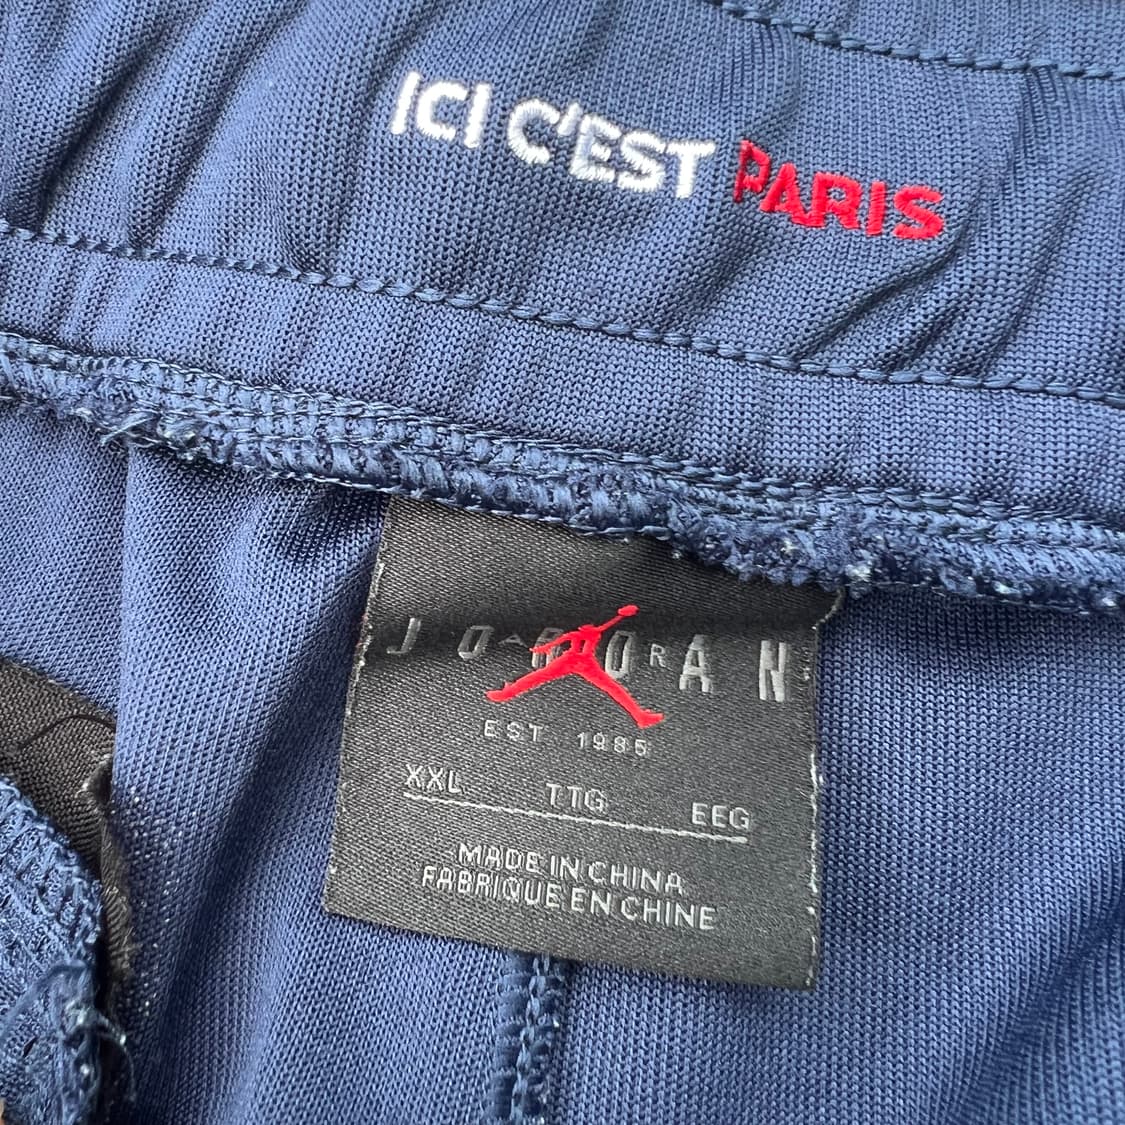 ICI C'EST PARIS
JORDAN
EST 1985
XXL TTG EEG
MADE IN CHINA
FABRIQUE EN CHINE